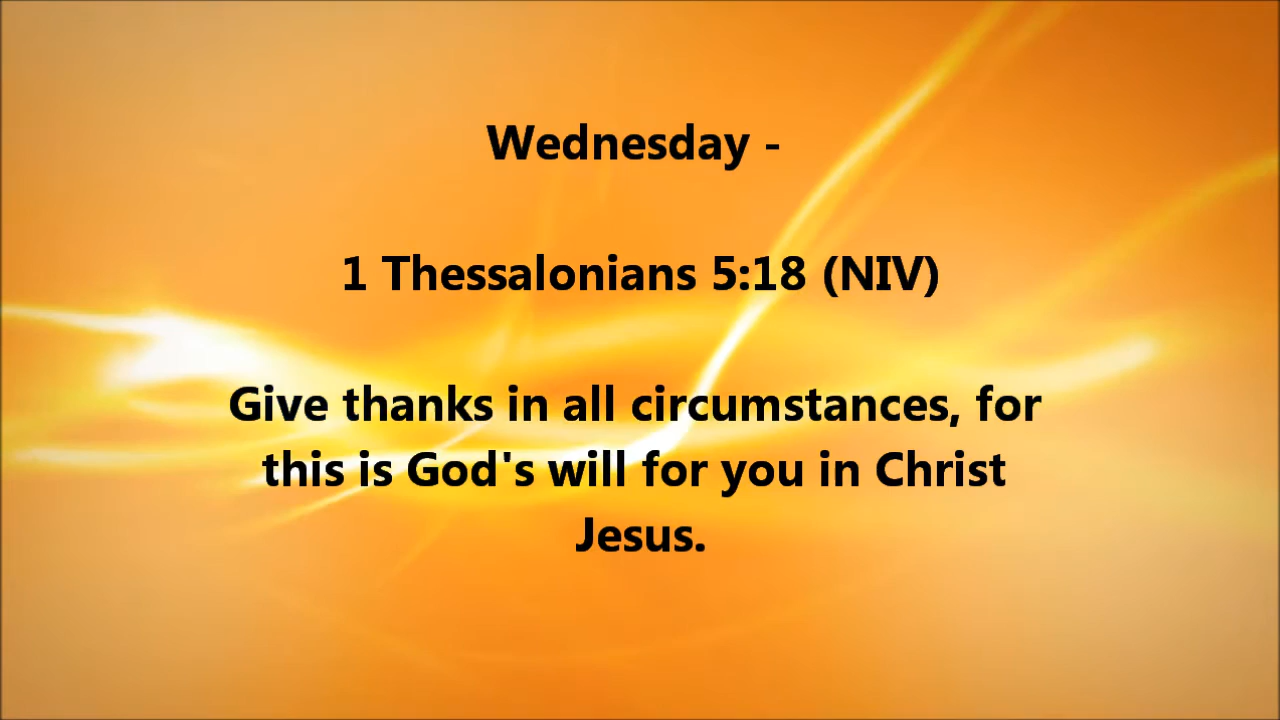 Wednesday -
1 Thessalonians 5:18 (NIV)
Give thanks in all circumstances, for
this is God's will for you in Christ
Jesus.